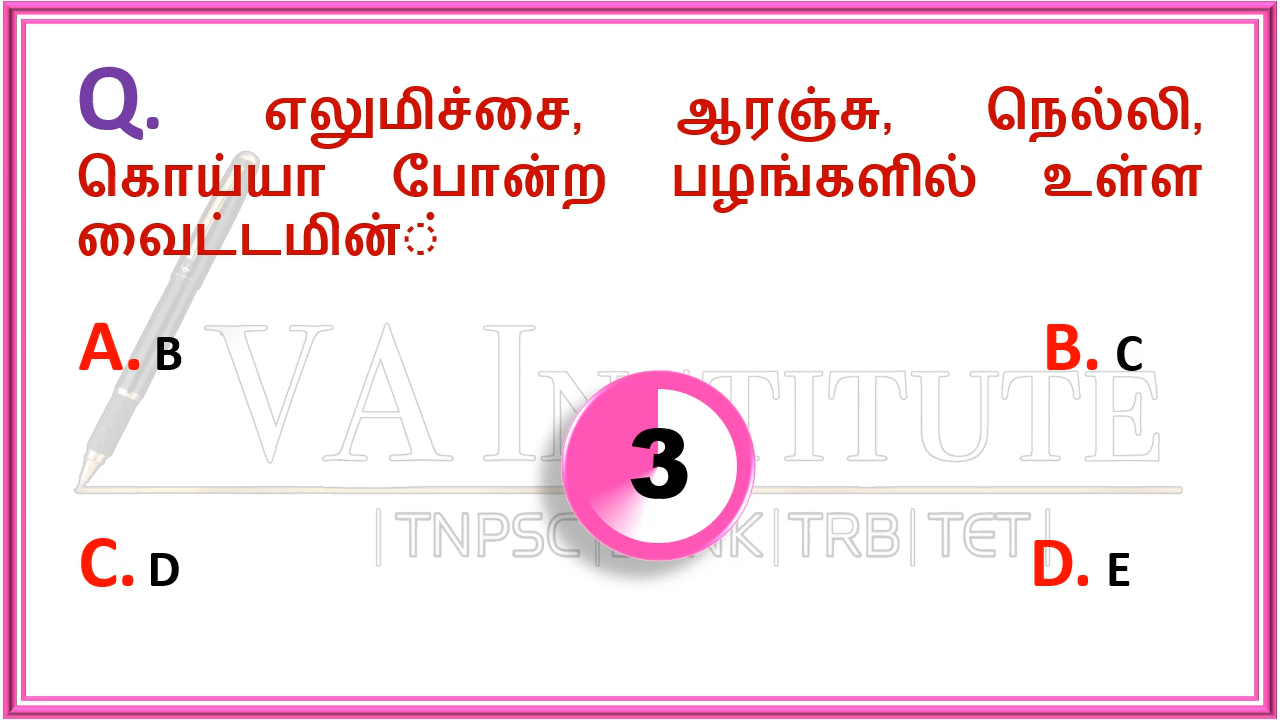 Q. எலுமிச்சை, ஆரஞ்சு, நெல்லி,
கொய்யா போன்ற பழங்களில் உள்ள
வைட்டமின்்
A. B
B. C
VA INSTITUTE
3
|TNPSC|BANK|TRB|TET|
C. D
D. E